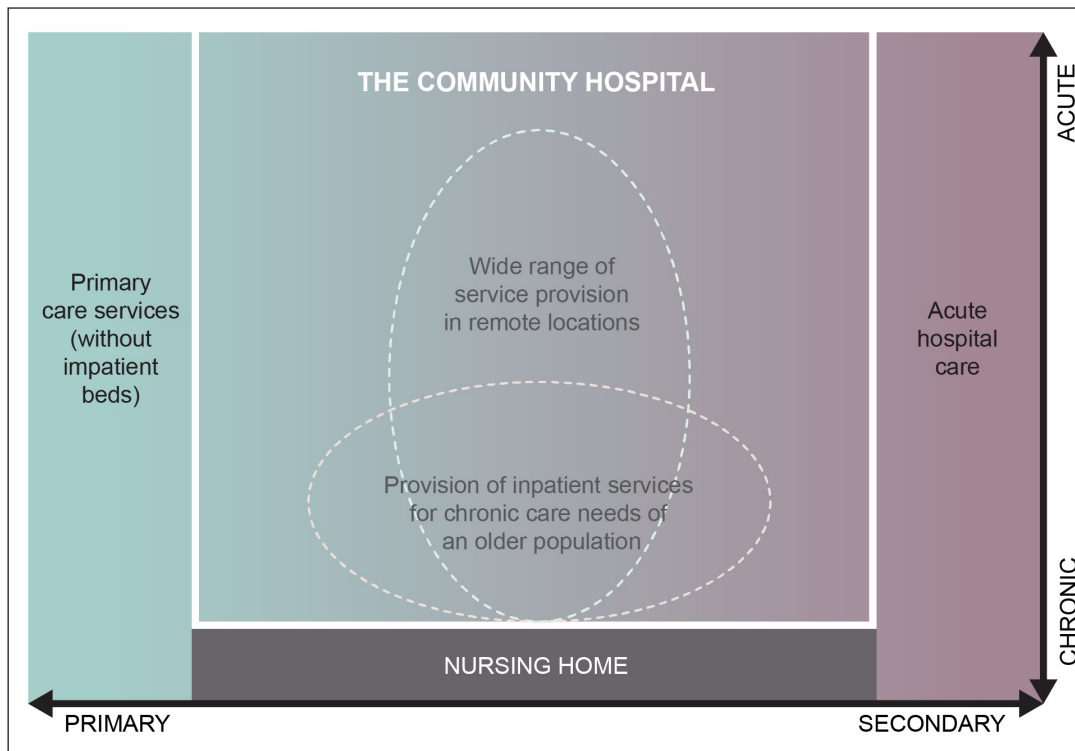 THE COMMUNITY HOSPITAL
ACUTE
Primary
care services
(without
impatient
beds)
Wide range of
service provision
in remote locations
Acute
hospital
care
Provision of inpatient services
for chronic care needs of
an older population
NURSING HOME
CHRONIC
PRIMARY
SECONDARY